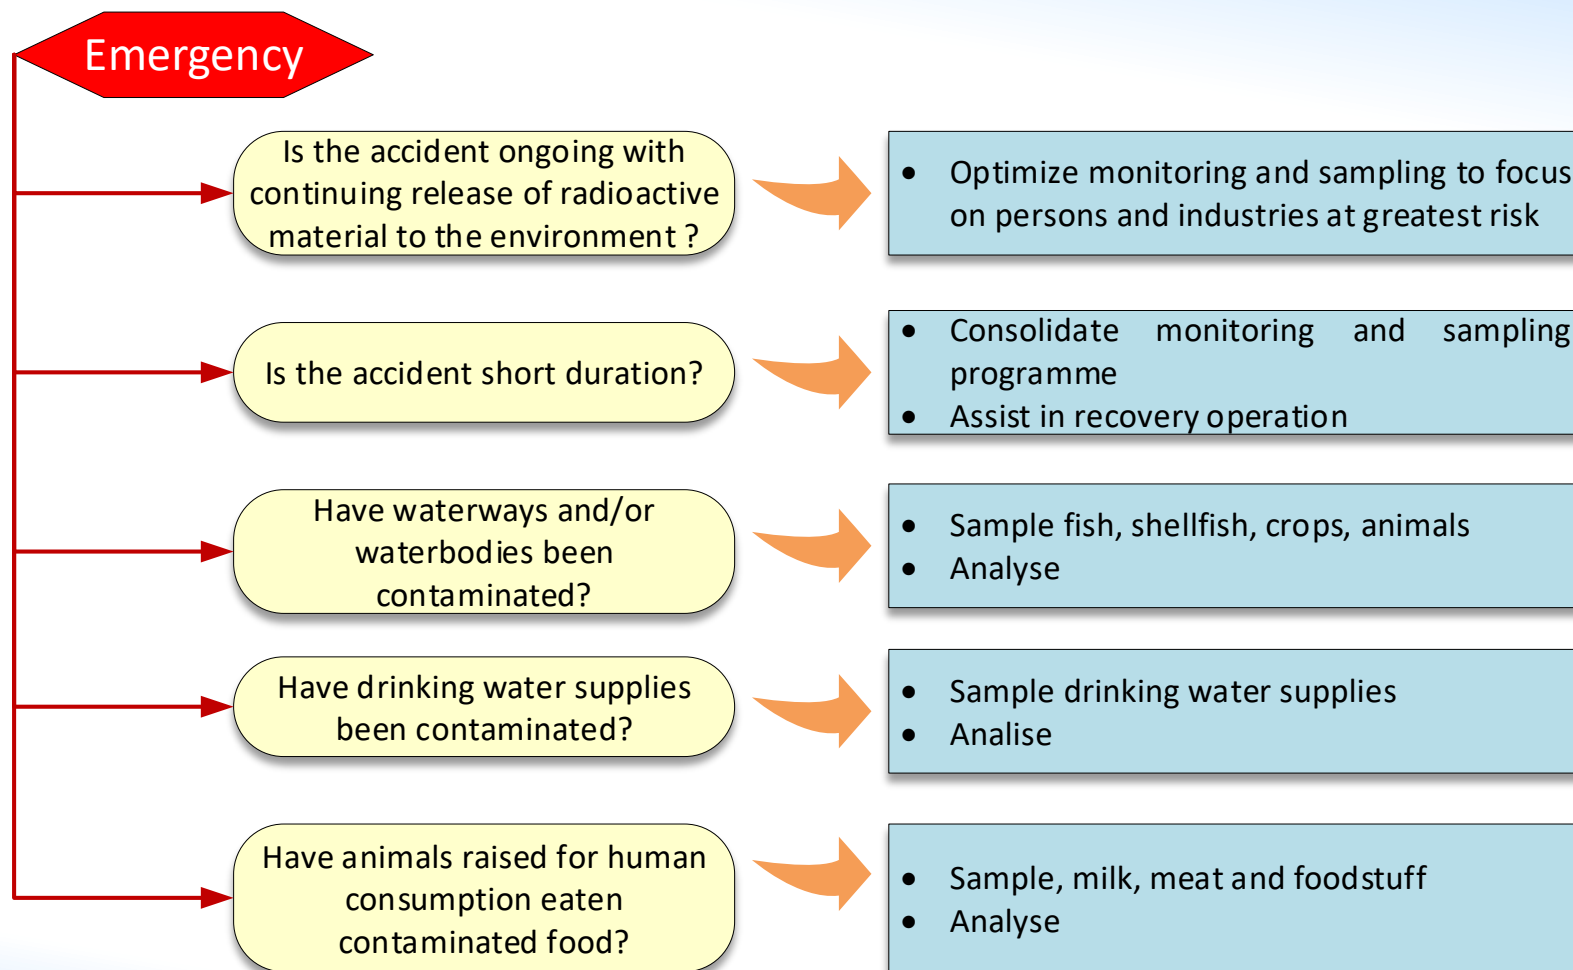 Emergency
Is the accident ongoing with
continuing release of radioactive
material to the environment ?
• Optimize monitoring and sampling to focus
on persons and industries at greatest risk
Is the accident short duration?
• Consolidate monitoring and sampling
programme
• Assist in recovery operation
Have waterways and/or
waterbodies been
contaminated?
• Sample fish, shellfish, crops, animals
• Analyse
Have drinking water supplies
been contaminated?
• Sample drinking water supplies
• Analise
Have animals raised for human
consumption eaten
contaminated food?
• Sample, milk, meat and foodstuff
• Analyse